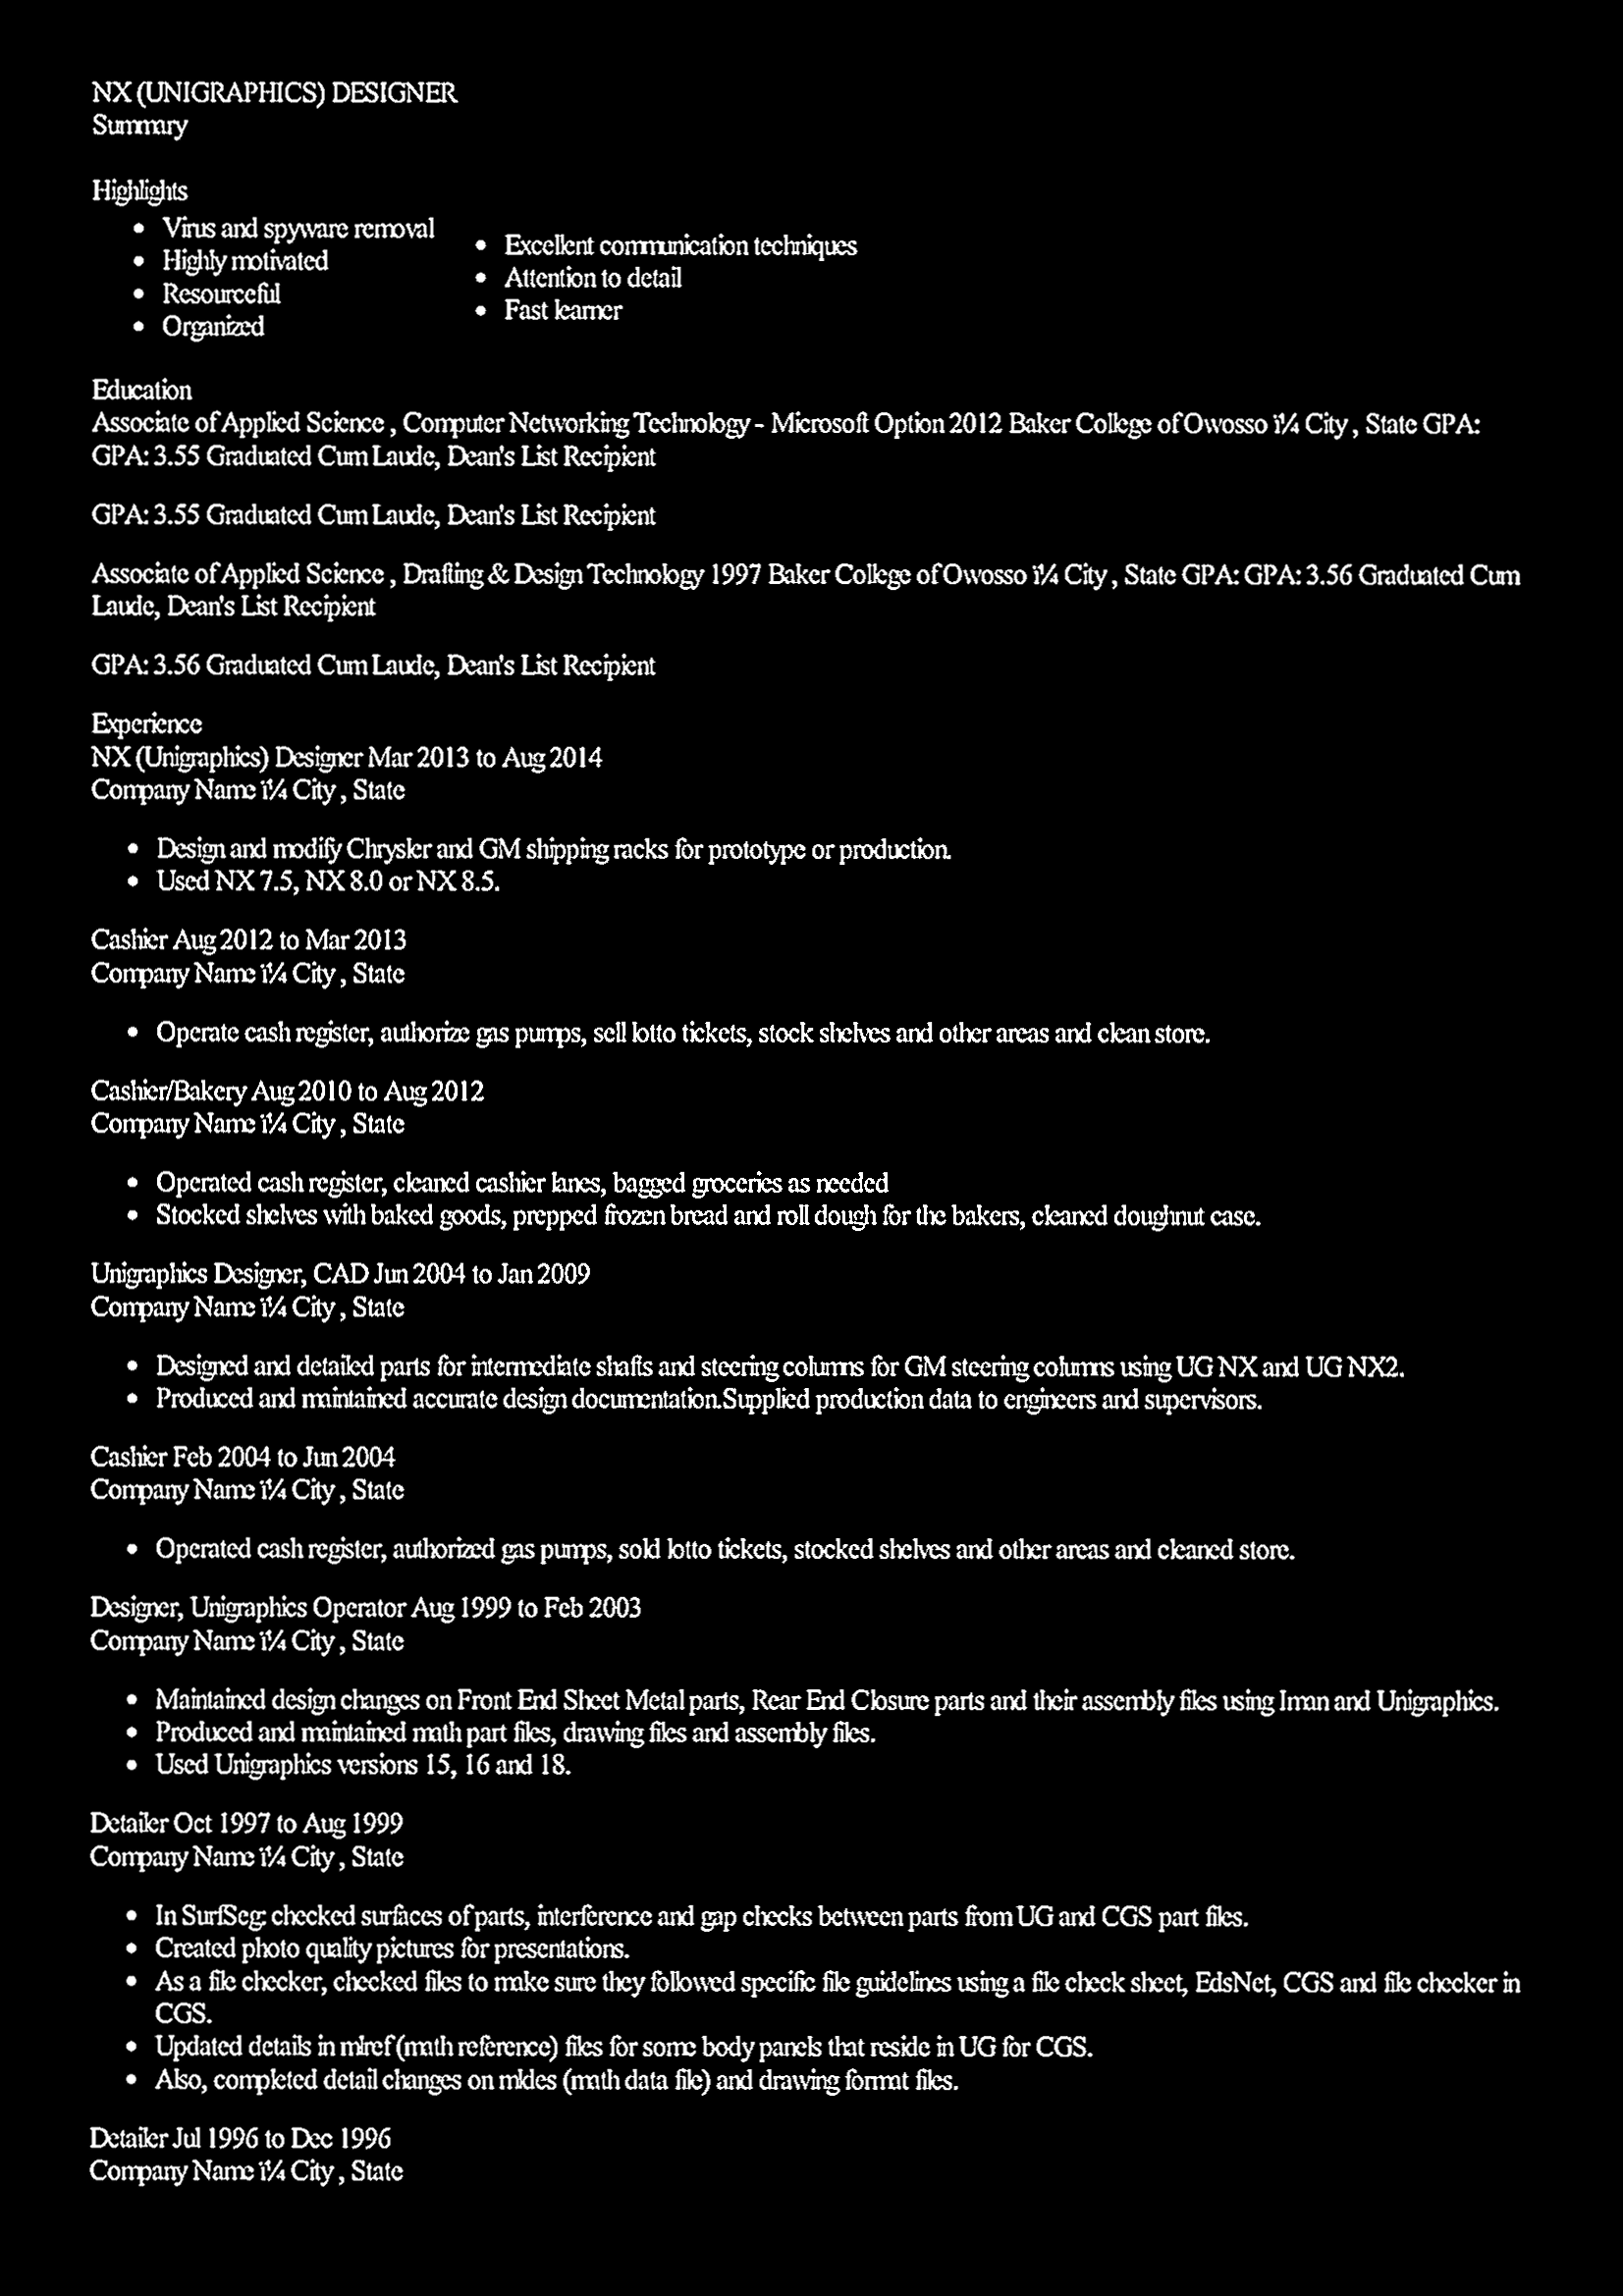 NX (UNIGRAPHICS) DESIGNER
Summary
Highlights
• Virus and spyware removal
• Highly motivated
• Resourceful
• Organized
• Excellent communication techniques
• Attention to detail
• Fast learner
Education
Associate of Applied Science , Computer Networking Technology - Microsoft Option 2012 Baker College of Owosso ï¼ City , State GPA:
GPA: 3.55 Graduated Cum Laude, Dean's List Recipient
GPA: 3.55 Graduated Cum Laude, Dean's List Recipient
Associate of Applied Science , Drafting & Design Technology 1997 Baker College of Owosso ï¼ City , State GPA: GPA: 3.56 Graduated Cum
Laude, Dean's List Recipient
GPA: 3.56 Graduated Cum Laude, Dean's List Recipient
Experience
NX (Unigraphics) Designer Mar 2013 to Aug 2014
Company Name ï¼ City , State
• Design and modify Chrysler and GM shipping racks for prototype or production.
• Used NX 7.5, NX 8.0 or NX 8.5.
Cashier Aug 2012 to Mar 2013
Company Name ï¼ City , State
• Operate cash register, authorize gas pumps, sell lotto tickets, stock shelves and other areas and clean store.
Cashier/Bakery Aug 2010 to Aug 2012
Company Name ï¼ City , State
• Operated cash register, cleaned cashier lanes, bagged groceries as needed
• Stocked shelves with baked goods, prepped frozen bread and roll dough for the bakers, cleaned doughnut case.
Unigraphics Designer, CAD Jun 2004 to Jan 2009
Company Name ï¼ City , State
• Designed and detailed parts for intermediate shafts and steering columns for GM steering columns using UG NX and UG NX2.
• Produced and maintained accurate design documentation.Supplied production data to engineers and supervisors.
Cashier Feb 2004 to Jun 2004
Company Name ï¼ City , State
• Operated cash register, authorized gas pumps, sold lotto tickets, stocked shelves and other areas and cleaned store.
Designer, Unigraphics Operator Aug 1999 to Feb 2003
Company Name ï¼ City , State
• Maintained design changes on Front End Sheet Metal parts, Rear End Closure parts and their assembly files using Iman and Unigraphics.
• Produced and maintained math part files, drawing files and assembly files.
• Used Unigraphics versions 15, 16 and 18.
Detailer Oct 1997 to Aug 1999
Company Name ï¼ City , State
• In SurfSeg: checked surfaces of parts, interference and gap checks between parts from UG and CGS part files.
• Created photo quality pictures for presentations.
• As a file checker, checked files to make sure they followed specific file guidelines using a file check sheet, EdsNet, CGS and file checker in
CGS.
• Updated details in mlref (math reference) files for some body panels that reside in UG for CGS.
• Also, completed detail changes on mldes (math data file) and drawing format files.
Detailer Jul 1996 to Dec 1996
Company Name ï¼ City , State